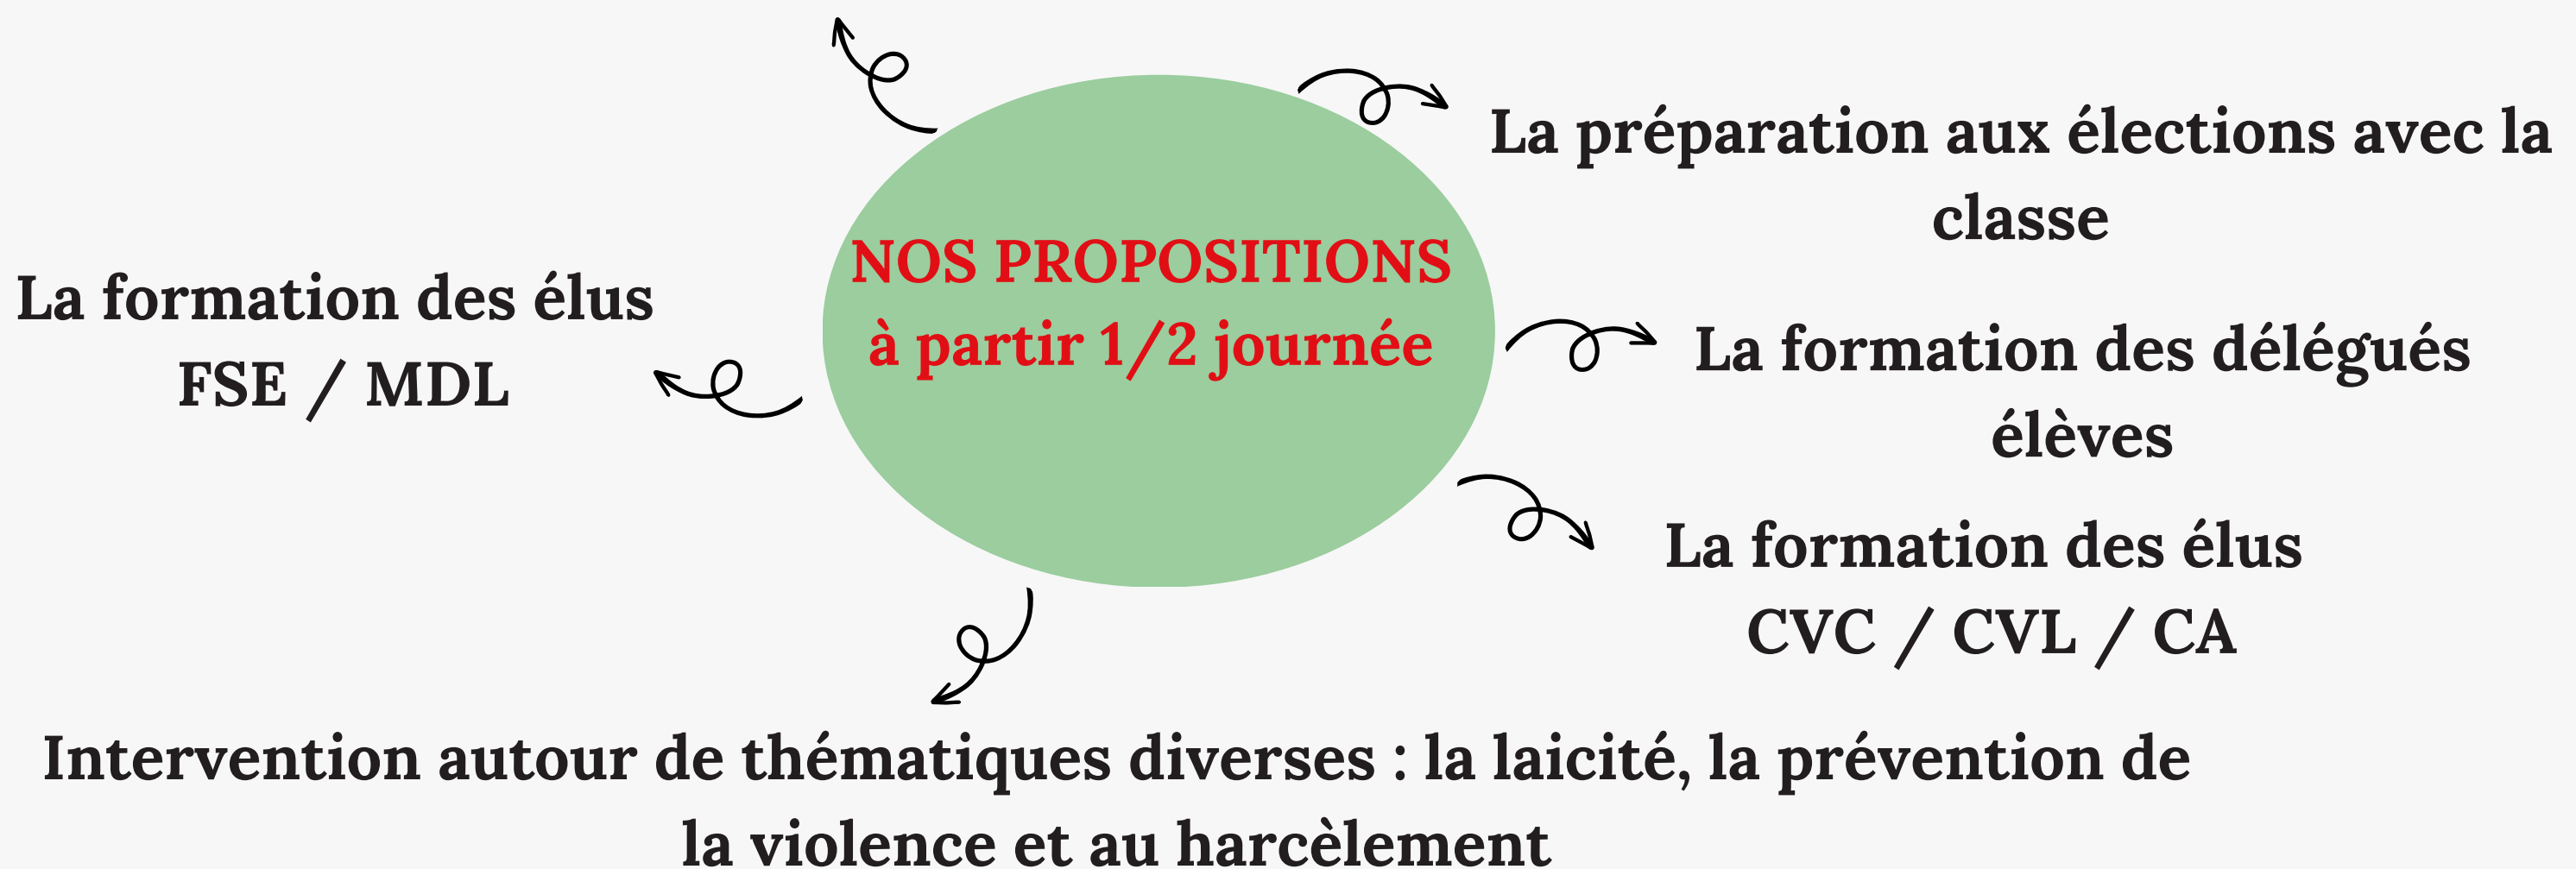 NOS PROPOSITIONS
à partir 1/2 journée
La préparation aux élections avec la
classe
La formation des délégués
élèves
La formation des élus
CVC / CVL / CA
Intervention autour de thématiques diverses : la laicité, la prévention de
la violence et au harcèlement
La formation des élus
FSE / MDL